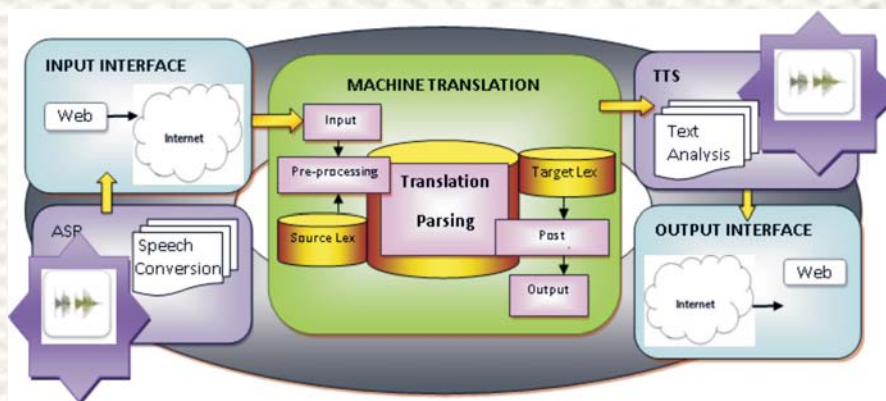 INPUT INTERFACE
Web
Internet
ASR
Speech
Conversion
MACHINE TRANSLATION
Input
Pre-processing
Source Lex
Translation
Parsing
Target Lex
Post
Output
TTS
Text
Analysis
OUTPUT INTERFACE
Internet
Web